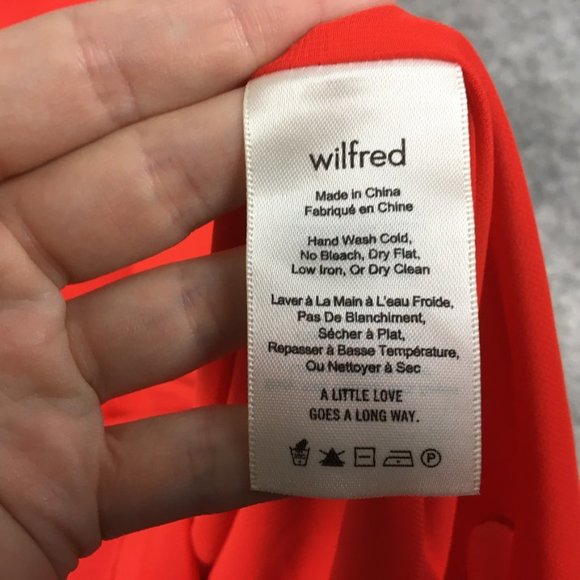 wilfred
Made in China
Fabriqué en Chine
Hand Wash Cold,
No Bleach, Dry Flat,
Low Iron, Or Dry Clean
Laver à La Main à L'eau Froide,
Pas De Blanchiment,
Sécher à Plat,
Repasser à Basse Température,
Ou Nettoyer à Sec
A LITTLE LOVE
GOES A LONG WAY.
P